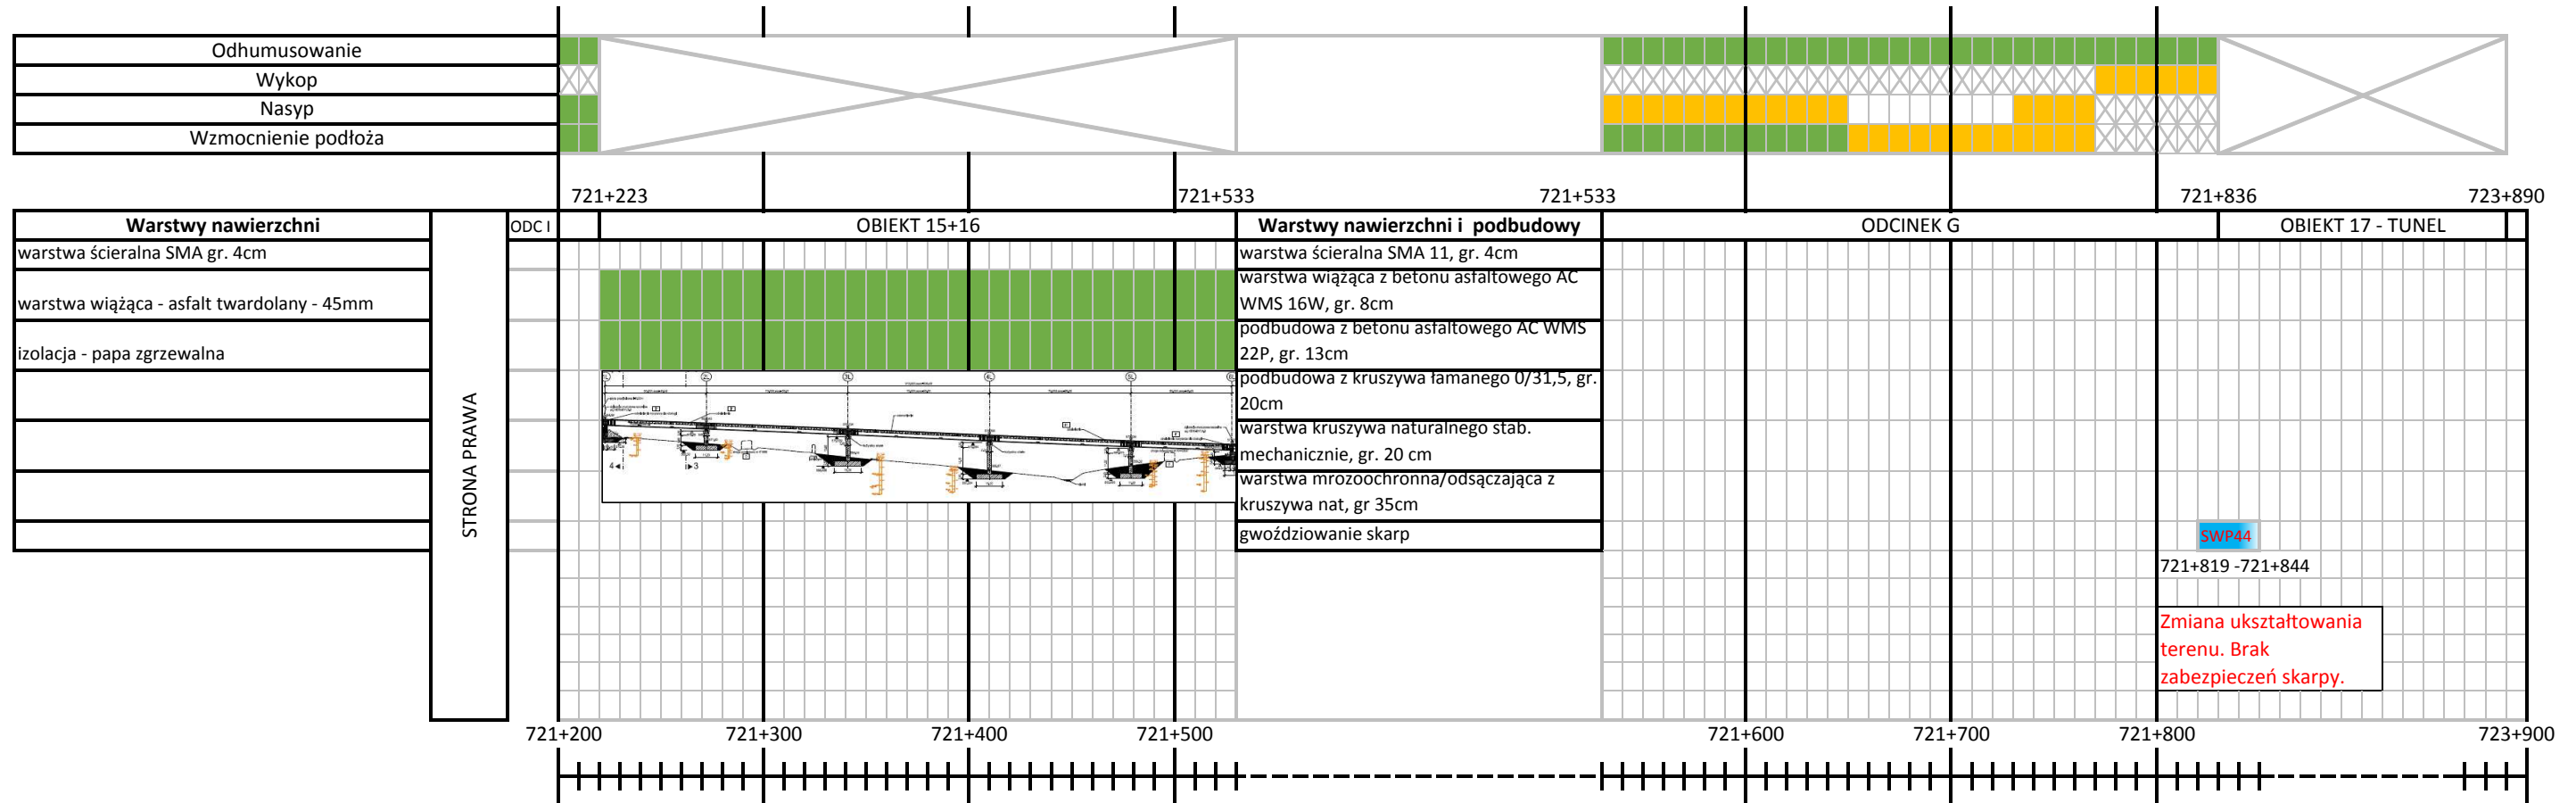 Odhumusowanie
Wykop
Nasyp
Wzmocnienie podłoża
721+223
721+533
721+533
721+836
723+890
Warstwy nawierzchni
ODC I
OBIEKT 15+16
Warstwy nawierzchni i podbudowy
ODCINEK G
OBIEKT 17 - TUNEL
warstwa ścieralna SMA gr. 4cm
warstwa wiążąca - asfalt twardolany - 45mm
izolacja - papa zgrzewalna
STRONA PRAWA
warstwa ścieralna SMA 11, gr. 4cm
warstwa wiążąca z betonu asfaltowego AC
WMS 16W, gr. 8cm
podbudowa z betonu asfaltowego AC WMS
22P, gr. 13cm
podbudowa z kruszywa łamanego 0/31,5, gr.
20cm
warstwa kruszywa naturalnego stab.
mechanicznie, gr. 20 cm
warstwa mrozoochronna/odsączająca z
kruszywa nat, gr 35cm
gwoździowanie skarp
4
3
SWP44
721+819 -721+844
Zmiana ukształtowania
terenu. Brak
zabezpieczeń skarpy.
721+200
721+300
721+400
721+500
721+600
721+700
721+800
723+900